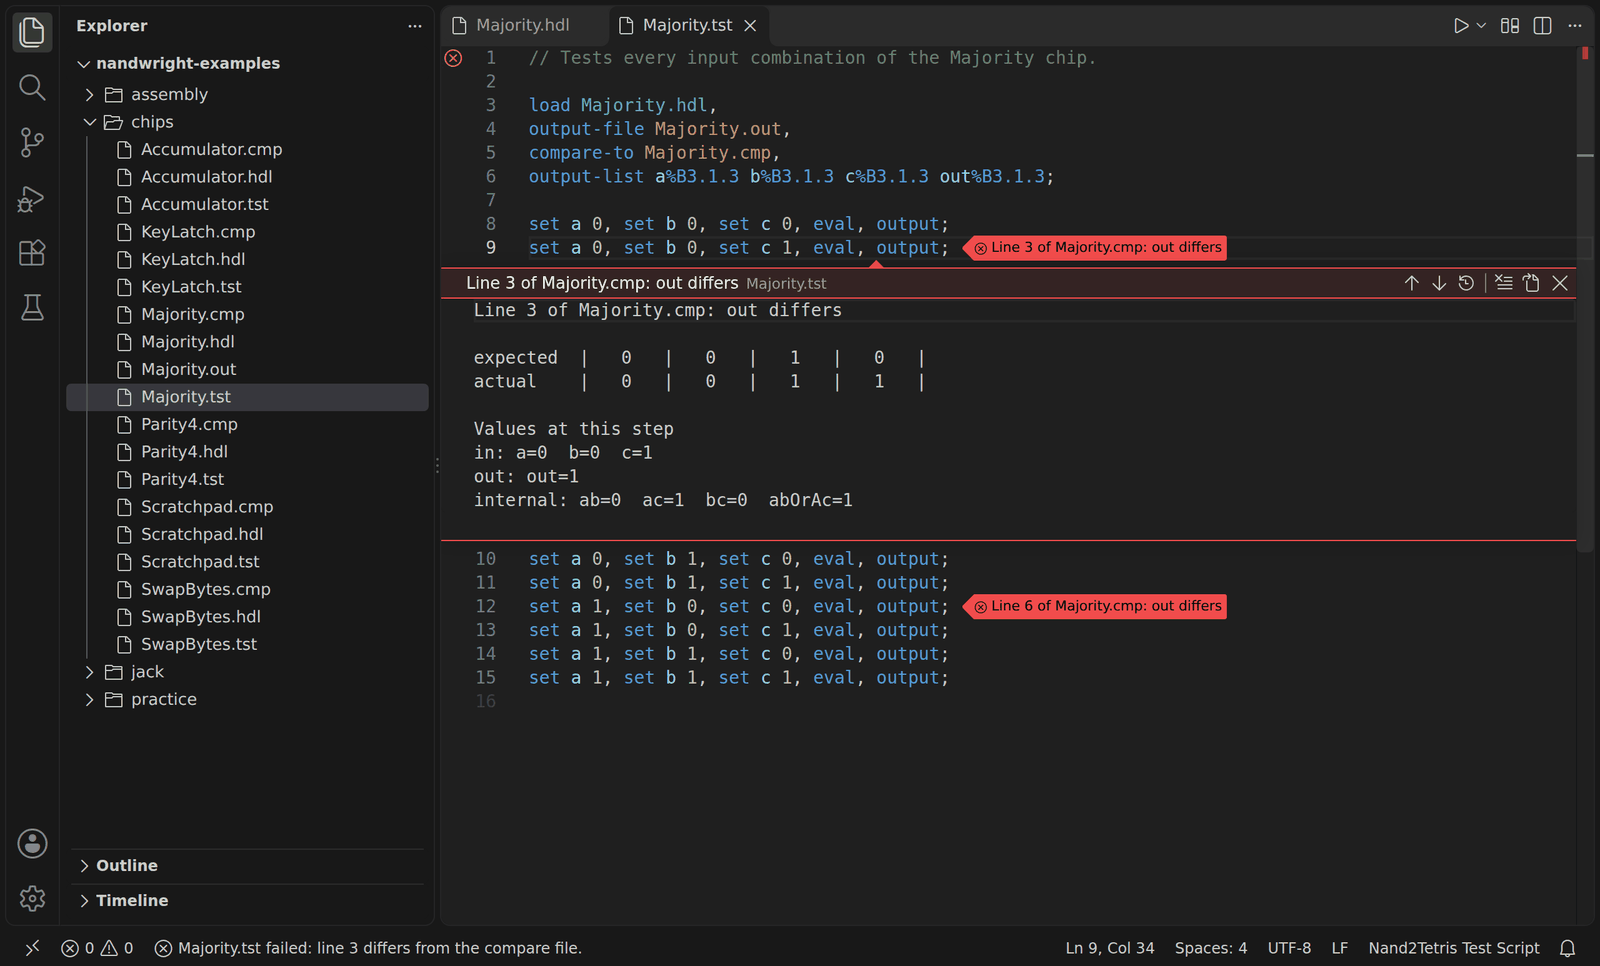 Explorer
nandwright-examples
assembly
chips
Accumulator.cmp
Accumulator.hdl
Accumulator.tst
KeyLatch.cmp
KeyLatch.hdl
KeyLatch.tst
Majority.cmp
Majority.hdl
Majority.out
Majority.tst
Parity4.cmp
Parity4.hdl
Parity4.tst
Scratchpad.cmp
Scratchpad.hdl
Scratchpad.tst
SwapBytes.cmp
SwapBytes.hdl
SwapBytes.tst
jack
practice
Outline
Timeline
Majority.hdl
Majority.tst
1 // Tests every input combination of the Majority chip.
2
3 load Majority.hdl,
4 output-file Majority.out,
5 compare-to Majority.cmp,
6 output-list a%B3.1.3 b%B3.1.3 c%B3.1.3 out%B3.1.3;
7
8 set a 0, set b 0, set c 0, eval, output;
9 set a 0, set b 0, set c 1, eval, output; Line 3 of Majority.cmp: out differs
Line 3 of Majority.cmp: out differs Majority.tst
Line 3 of Majority.cmp: out differs
expected | 0 | 0 | 1 | 0 |
actual | 0 | 0 | 1 | 1 |
Values at this step
in: a=0 b=0 c=1
out: out=1
internal: ab=0 ac=1 bc=0 abOrAc=1
10 set a 0, set b 1, set c 0, eval, output;
11 set a 0, set b 1, set c 1, eval, output;
12 set a 1, set b 0, set c 0, eval, output; Line 6 of Majority.cmp: out differs
13 set a 1, set b 0, set c 1, eval, output;
14 set a 1, set b 1, set c 0, eval, output;
15 set a 1, set b 1, set c 1, eval, output;
16
0 0 Majority.tst failed: line 3 differs from the compare file. Ln 9, Col 34 Spaces: 4 UTF-8 LF Nand2Tetris Test Script